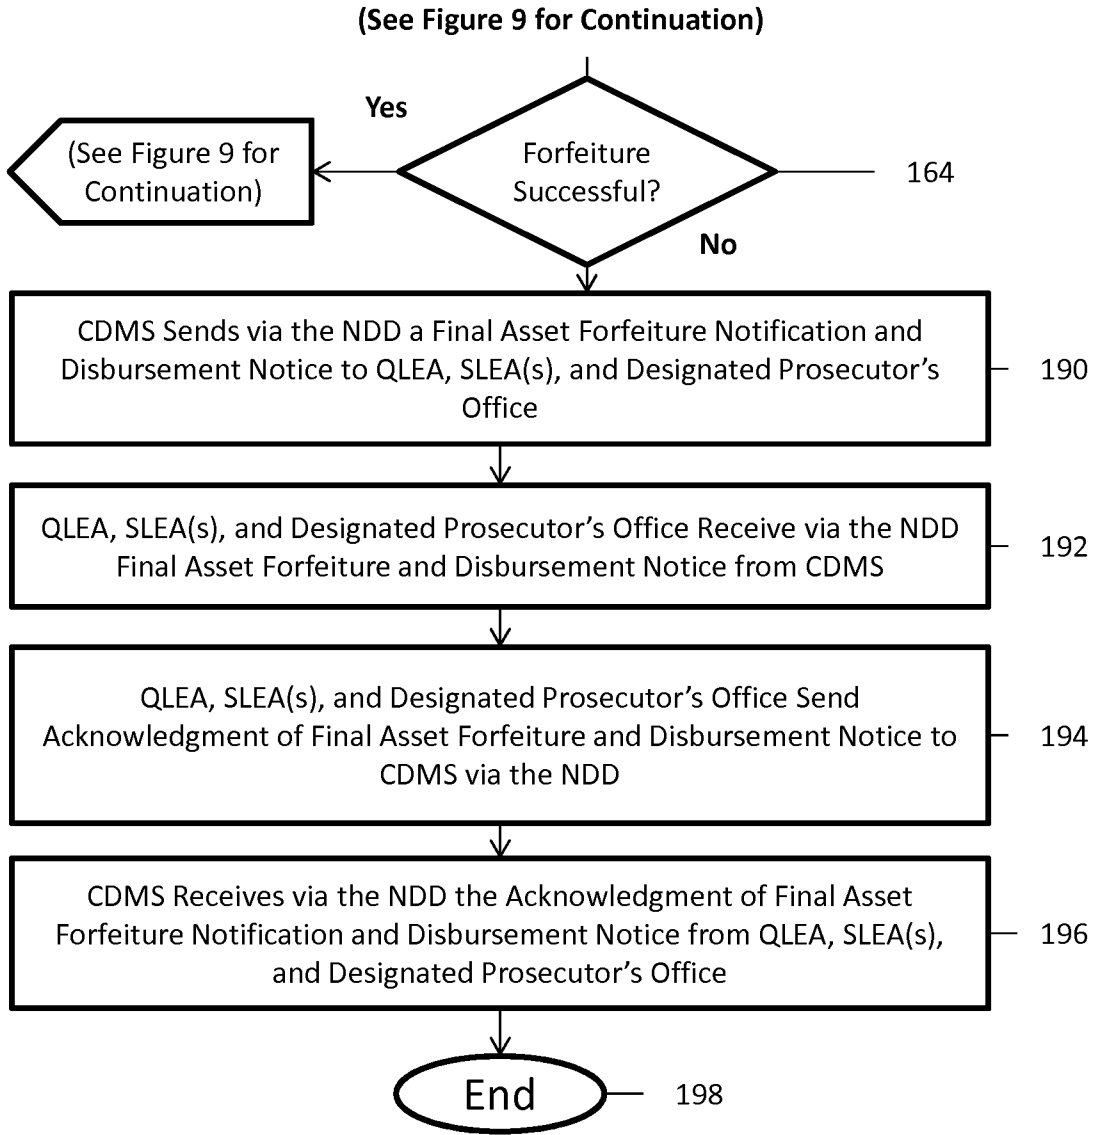 (See Figure 9 for Continuation)
Yes
(See Figure 9 for
Continuation)
Forfeiture
Successful?
164
No
CDMS Sends via the NDD a Final Asset Forfeiture Notification and
Disbursement Notice to QLEA, SLEA(s), and Designated Prosecutor’s
Office
190
QLEA, SLEA(s), and Designated Prosecutor’s Office Receive via the NDD
Final Asset Forfeiture and Disbursement Notice from CDMS
192
QLEA, SLEA(s), and Designated Prosecutor’s Office Send
Acknowledgment of Final Asset Forfeiture and Disbursement Notice to
CDMS via the NDD
194
CDMS Receives via the NDD the Acknowledgment of Final Asset
Forfeiture Notification and Disbursement Notice from QLEA, SLEA(s),
and Designated Prosecutor’s Office
196
End
198